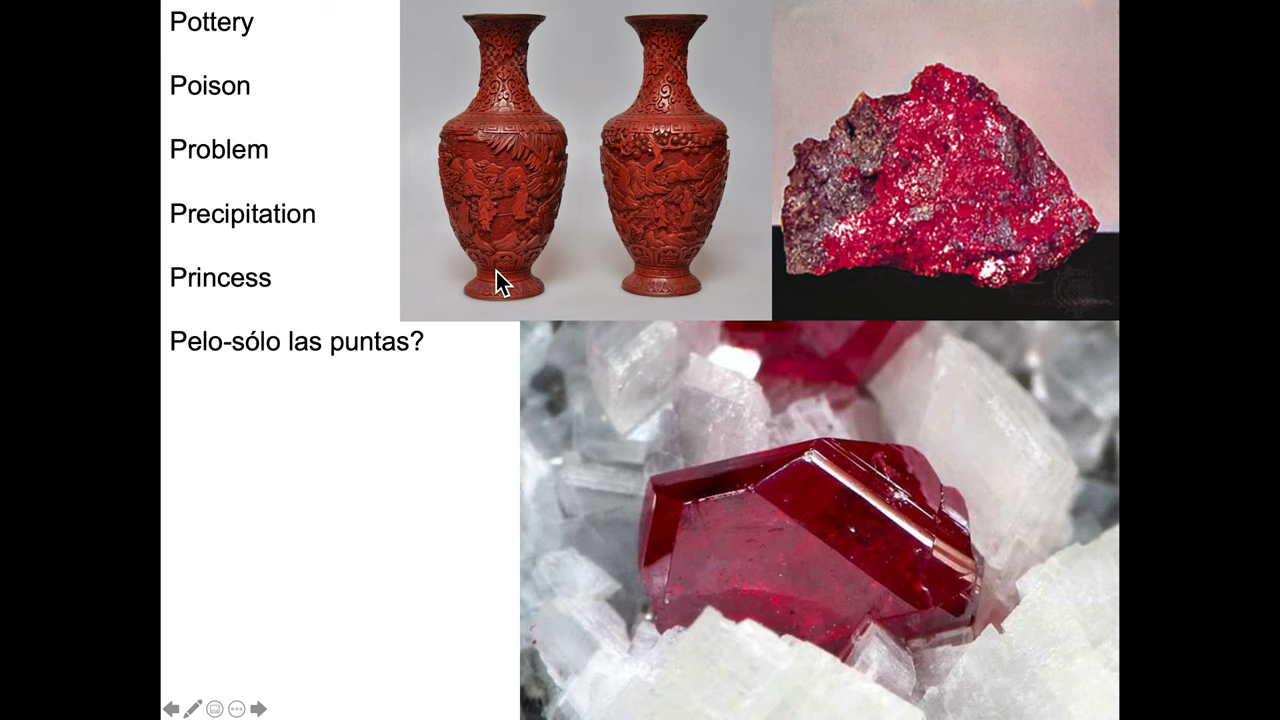 Pottery
Poison
Problem
Precipitation
Princess
Pelo-sólo las puntas?